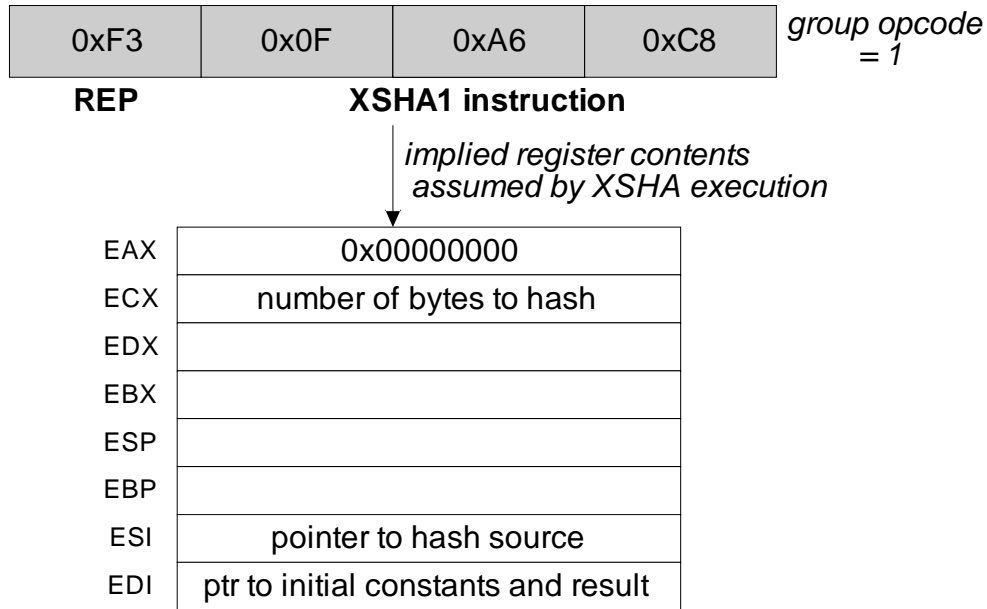 0xF3 0x0F 0xA6 0xC8 group opcode
= 1
REP XSHA1 instruction
implied register contents
assumed by XSHA execution
EAX 0x00000000
ECX number of bytes to hash
EDX
EBX
ESP
EBP
ESI pointer to hash source
EDI ptr to initial constants and result